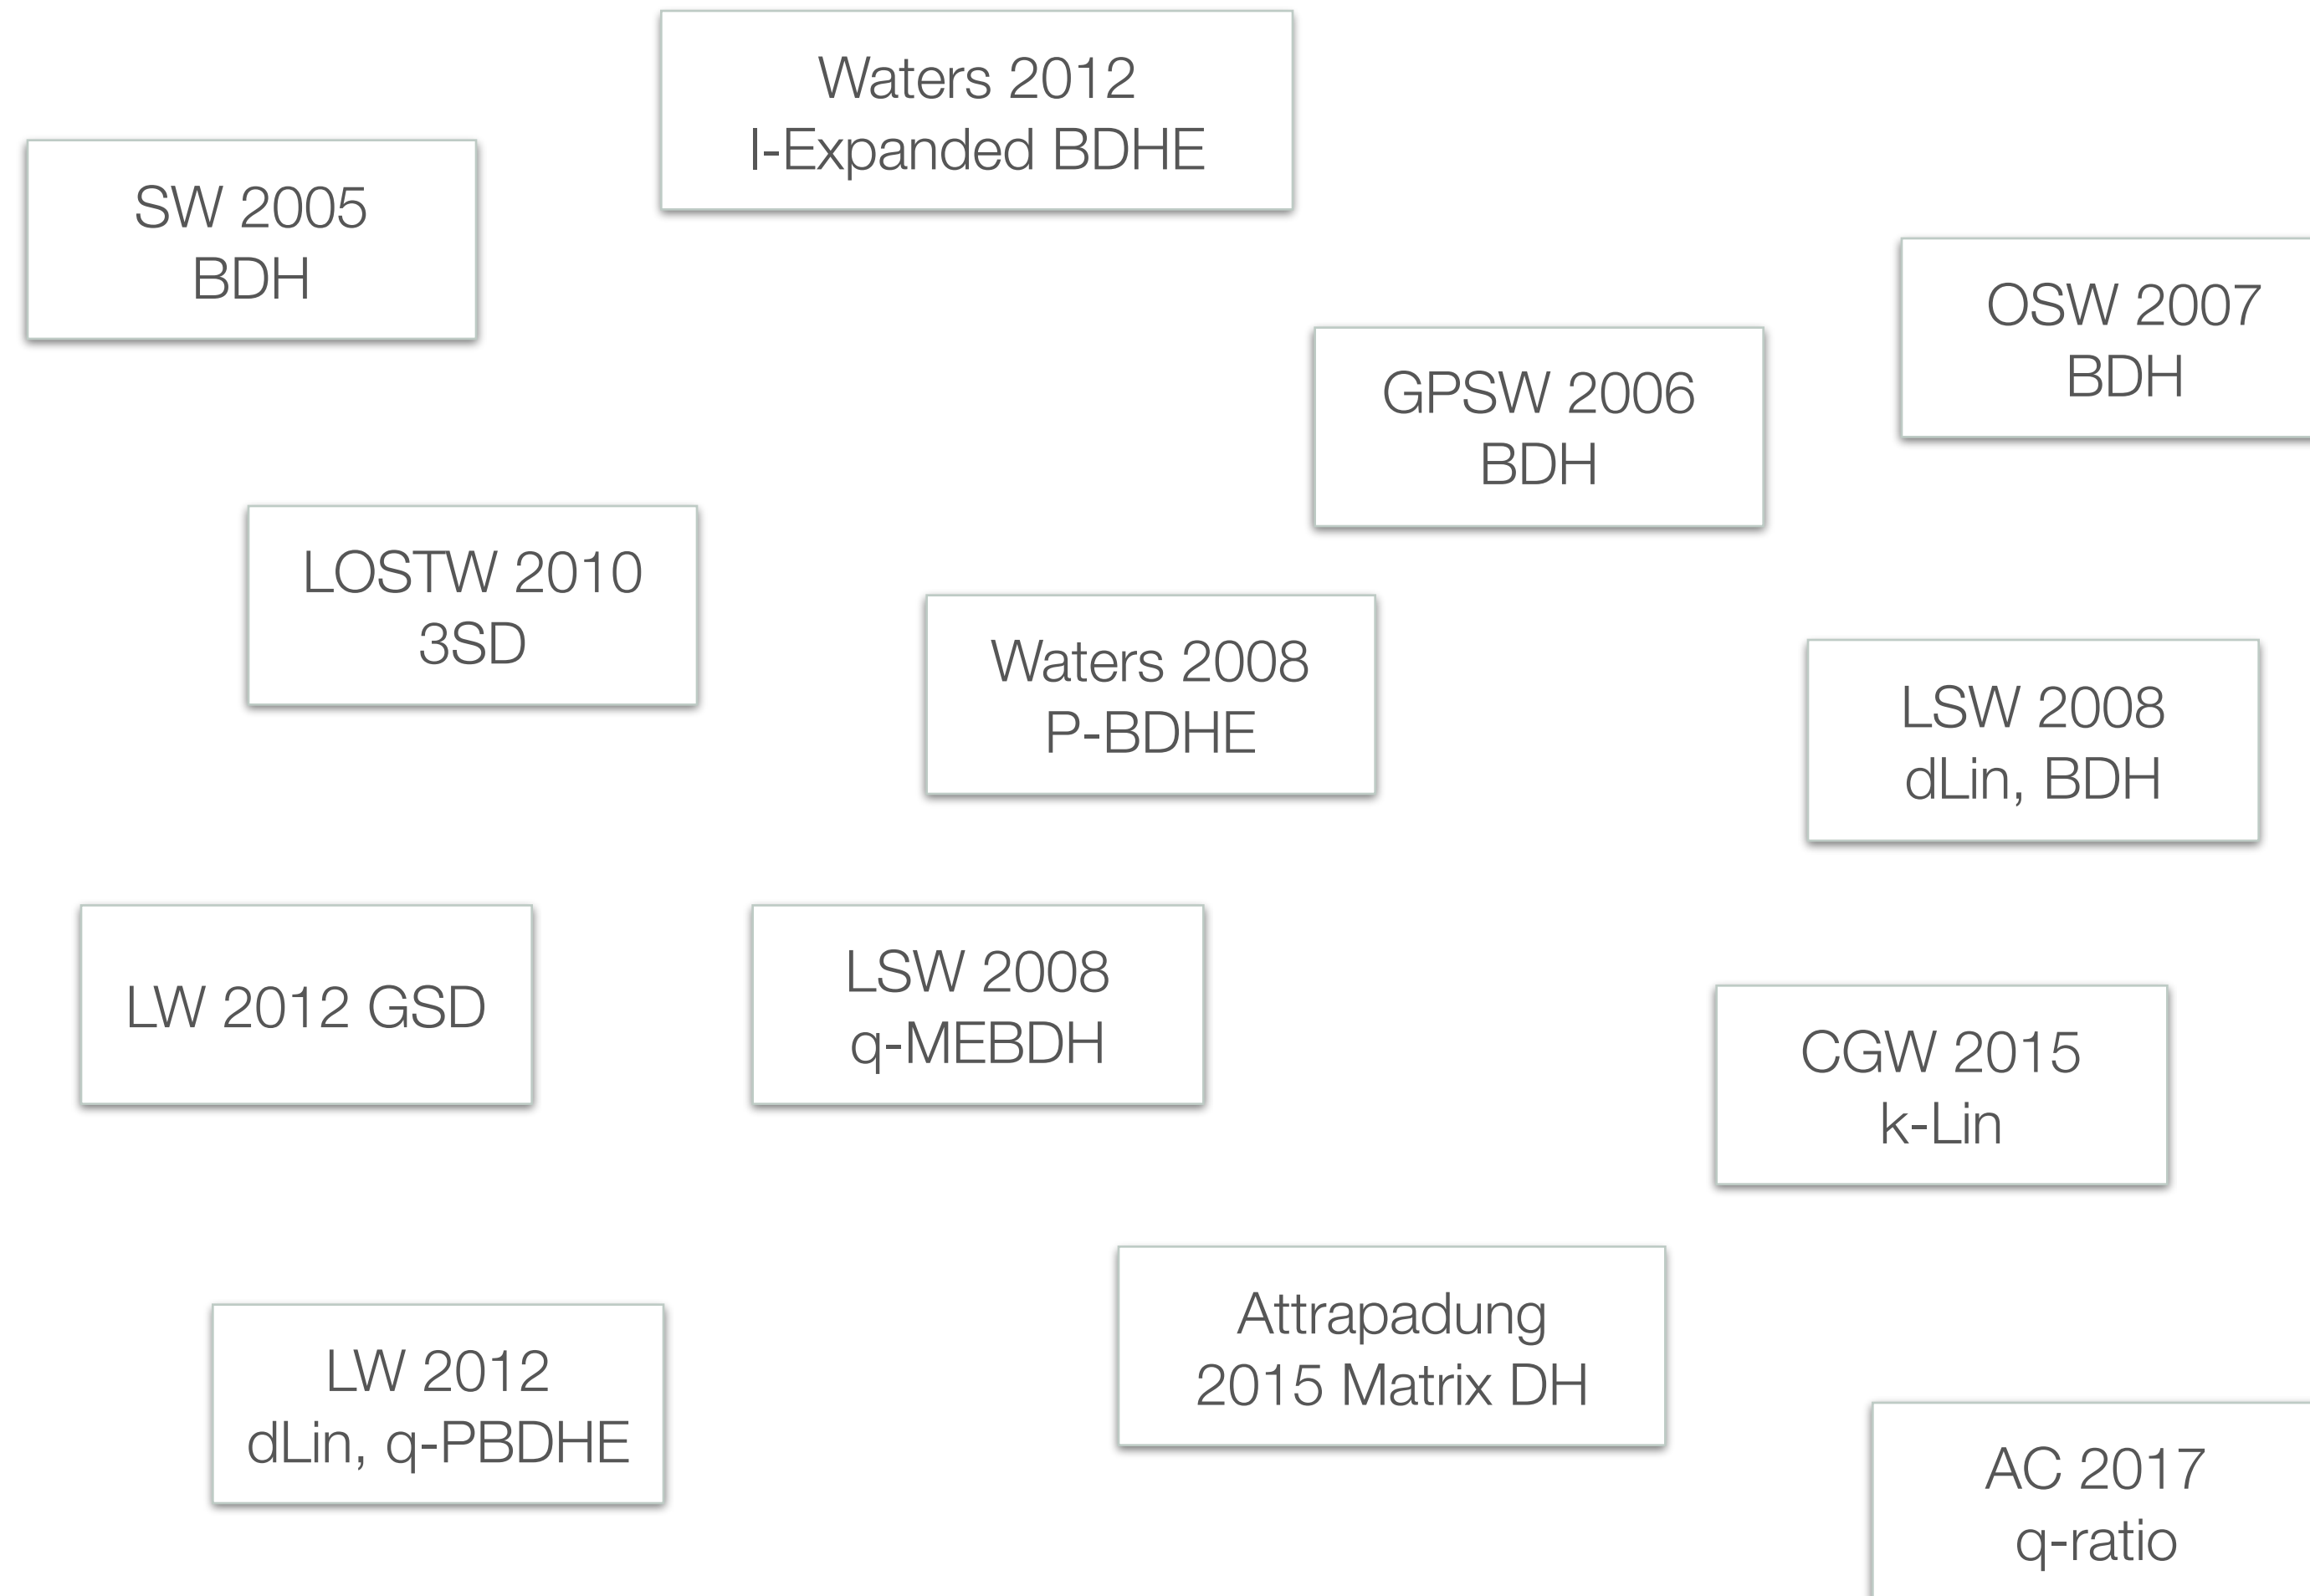 Waters 2012
l-Expanded BDHE
SW 2005
BDH
OSW 2007
BDH
GPSW 2006
BDH
LOSTW 2010
3SD
Waters 2008
P-BDHE
LSW 2008
dLin, BDH
LW 2012 GSD
LSW 2008
q-MEBDH
CGW 2015
k-Lin
Attrapadung
2015 Matrix DH
LW 2012
dLin, q-PBDHE
AC 2017
q-ratio